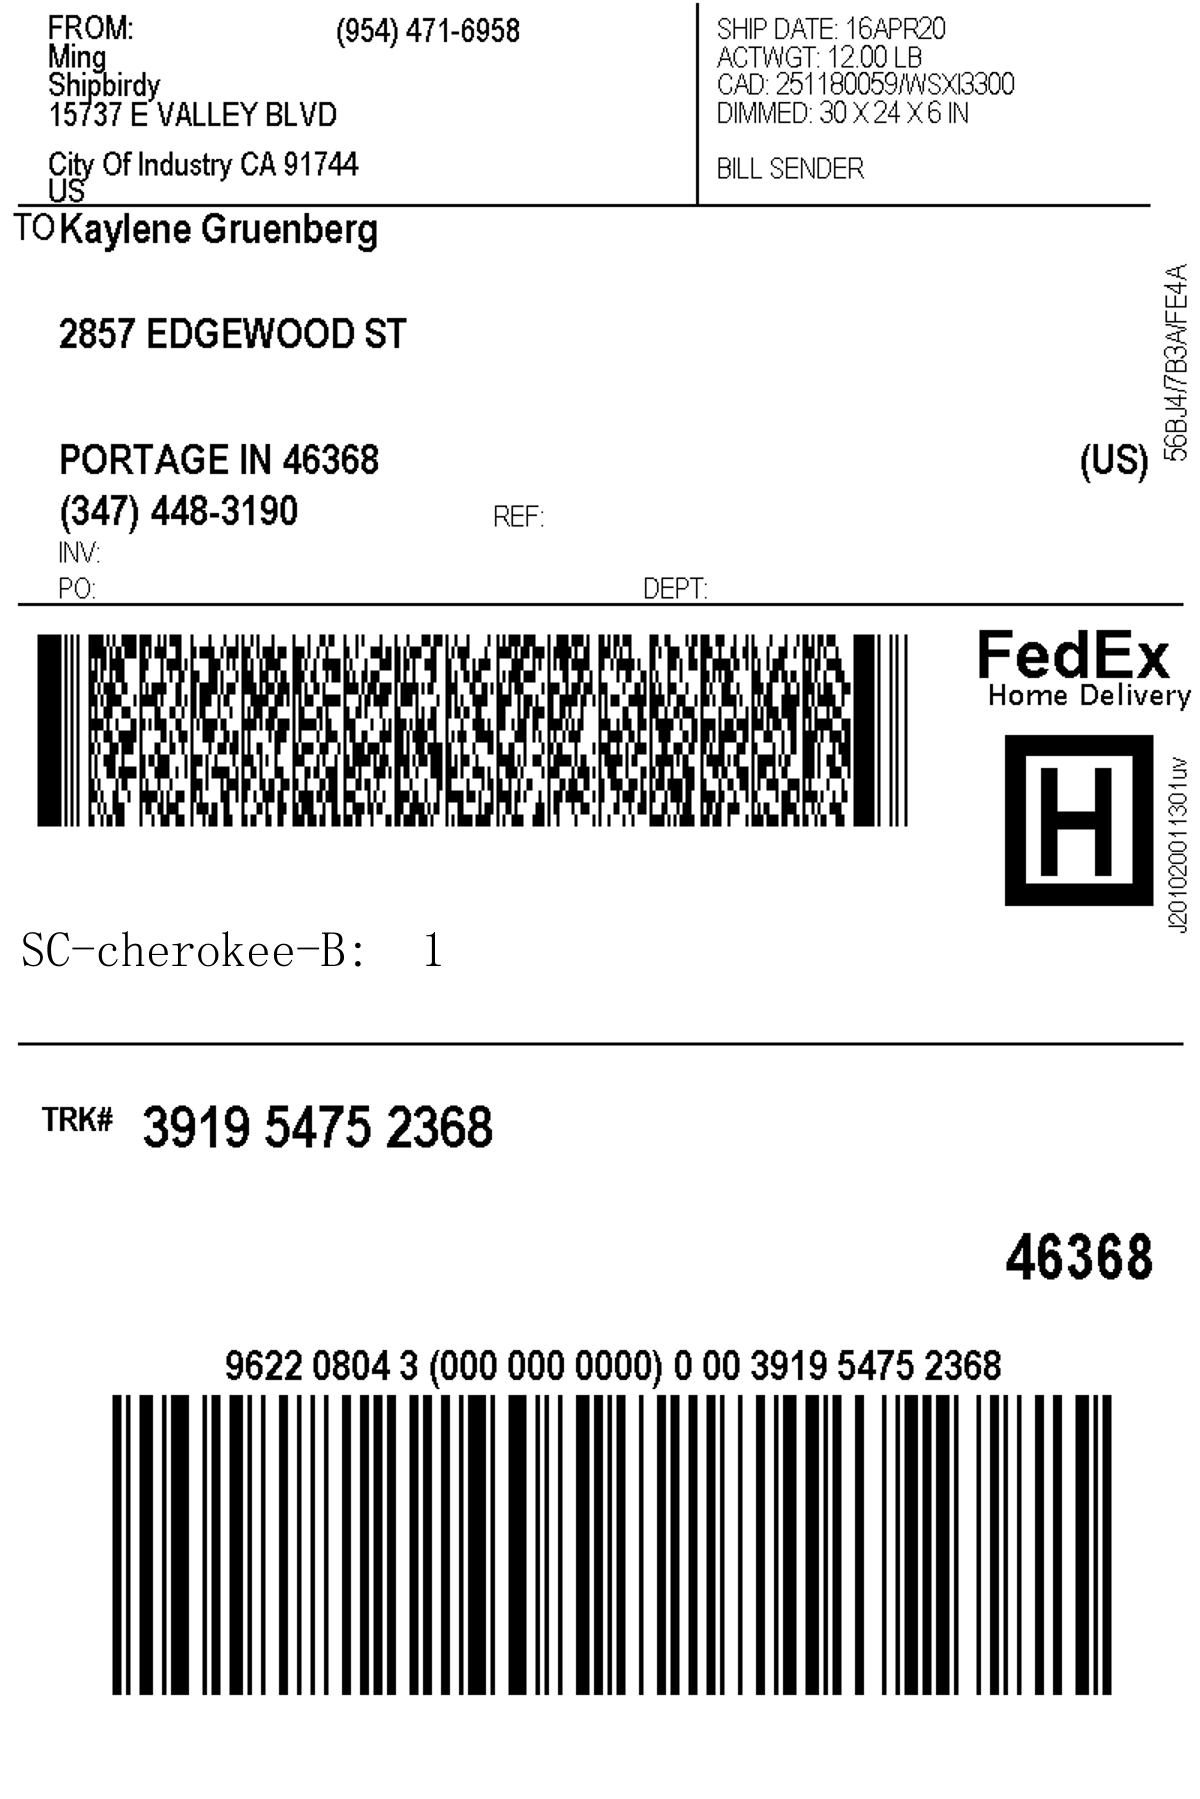 FROM: (954) 471-6958
Ming
Shipbirdy
15737 E VALLEY BLVD
City Of Industry CA 91744
US
SHIP DATE: 16APR20
ACTWGT: 12.00 LB
CAD: 251180059/WSXI3300
DIMMED: 30 X 24 X 6 IN
BILL SENDER
TO Kaylene Gruenberg
2857 EDGEWOOD ST
PORTAGE IN 46368 (US)
(347) 448-3190 REF:
INV:
PO: DEPT:
56BJ4/7B3A/FE4A
FedEx
Home Delivery
H
J201020011301uv
SC-cherokee-B: 1
TRK# 3919 5475 2368
46368
9622 0804 3 (000 000 0000) 0 00 3919 5475 2368